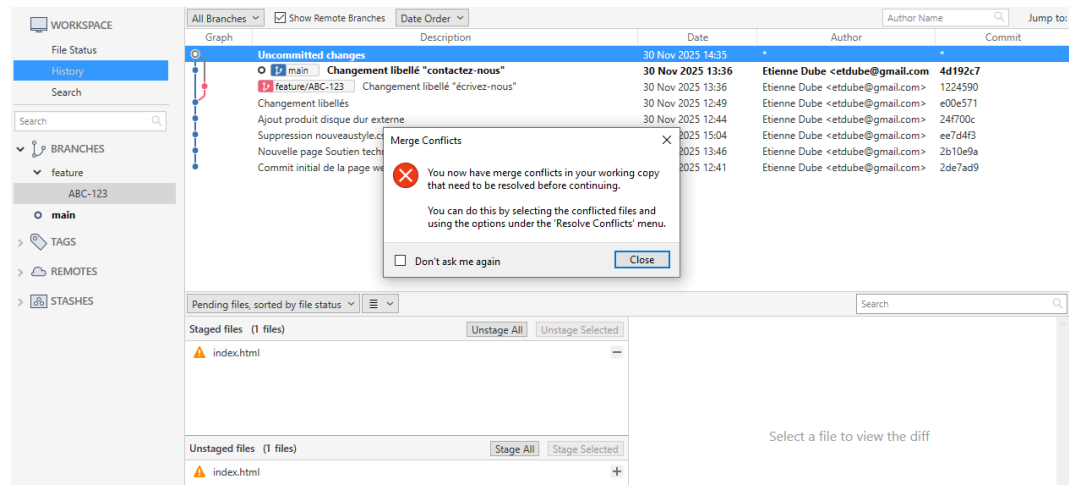 WORKSPACE
File Status
History
Search
Search
BRANCHES
feature
ABC-123
main
TAGS
REMOTES
STASHES
All Branches Show Remote Branches Date Order Author Name Jump to:
Graph Description Date Author Commit
Uncommitted changes 30 Nov 2025 14:35 * *
main Changement libellé "contactez-nous" 30 Nov 2025 13:36 Etienne Dube <etdube@gmail.com 4d192c7
feature/ABC-123 Changement libellé "écrivez-nous" 30 Nov 2025 13:36 Etienne Dube <etdube@gmail.com> 1224590
Changement libellés 30 Nov 2025 12:49 Etienne Dube <etdube@gmail.com> e00e571
Ajout produit disque dur externe 30 Nov 2025 12:44 Etienne Dube <etdube@gmail.com> 24f700c
Suppression nouveaustyle.cs 2025 15:04 Etienne Dube <etdube@gmail.com> ee7d4f3
Nouvelle page Soutien techn 2025 13:46 Etienne Dube <etdube@gmail.com> 2b10e9a
Commit initial de la page we 2025 12:41 Etienne Dube <etdube@gmail.com> 2de7ad9
Merge Conflicts
You now have merge conflicts in your working copy
that need to be resolved before continuing.
You can do this by selecting the conflicted files and
using the options under the 'Resolve Conflicts' menu.
Don't ask me again Close
Pending files, sorted by file status Search
Staged files (1 files) Unstage All Unstage Selected
index.html
Unstaged files (1 files) Stage All Stage Selected
index.html
Select a file to view the diff